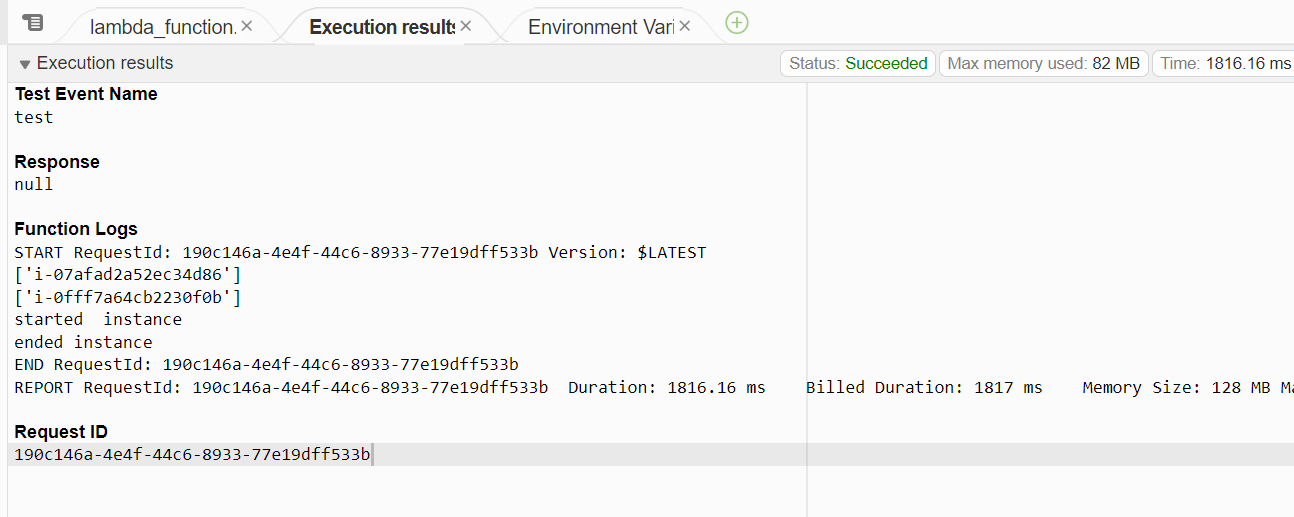 lambda_function.
Execution results
Environment Vari
Execution results
Status: Succeeded
Max memory used: 82 MB
Time: 1816.16 ms
Test Event Name
test
Response
null
Function Logs
START RequestId: 190c146a-4e4f-44c6-8933-77e19dff533b Version: $LATEST
['i-07afad2a52ec34d86']
['i-0fff7a64cb2230f0b']
started  instance
ended instance
END RequestId: 190c146a-4e4f-44c6-8933-77e19dff533b
REPORT RequestId: 190c146a-4e4f-44c6-8933-77e19dff533b  Duration: 1816.16 ms    Billed Duration: 1817 ms    Memory Size: 128 MB Ma
Request ID
190c146a-4e4f-44c6-8933-77e19dff533b